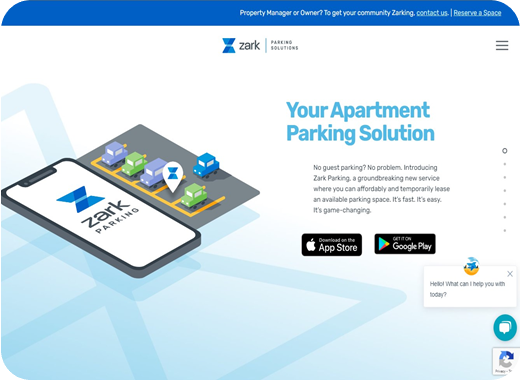 Property Manager or Owner? To get your community Zarking, contact us. | Reserve a Space
zark | PARKING SOLUTIONS
Your Apartment
Parking Solution
No guest parking? No problem. Introducing
Zark Parking, a groundbreaking new service
where you can affordably and temporarily lease
an available parking space. It's fast. It's easy.
It's game-changing.
zark
PARKING
Download on the
App Store
GET IT ON
Google Play
Hello! What can I help you with
today?